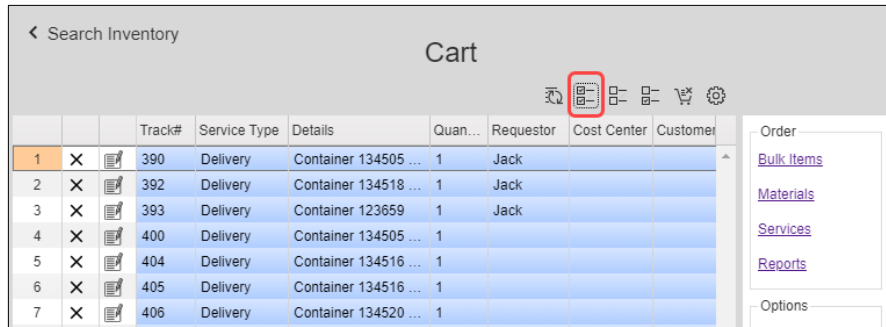 Search Inventory
Cart
Track# Service Type Details Quan... Requestor Cost Center Customer
Order
1 390 Delivery Container 134505 ... 1 Jack
Bulk Items
2 392 Delivery Container 134518 ... 1 Jack
Materials
3 393 Delivery Container 123659 1 Jack
4 400 Delivery Container 134505 ... 1
Services
5 404 Delivery Container 134516 ... 1
Reports
6 405 Delivery Container 134516 ... 1
7 406 Delivery Container 134520 ... 1
Options